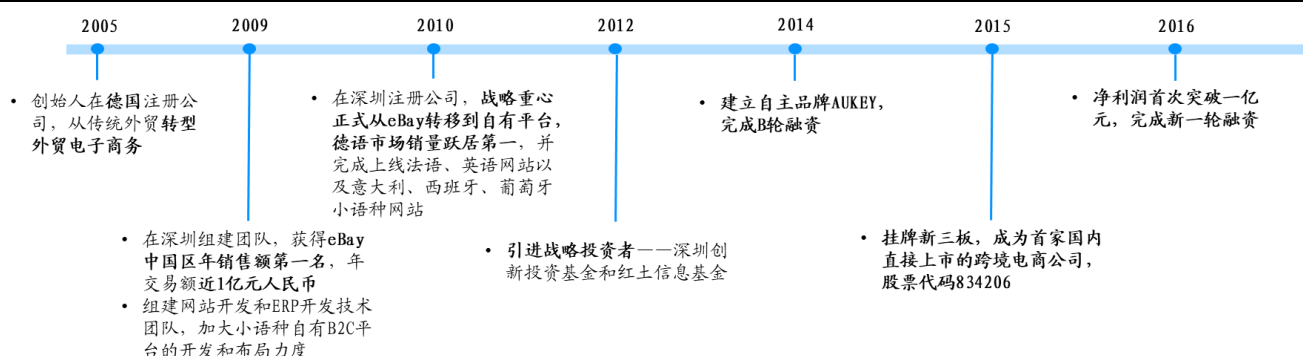 2005
2009
2010
2012
2014
2015
2016
• 创始人在德国注册公
司，从传统外贸转型
外贸电子商务
• 在深圳组建团队，获得eBay
中国区年销售额第一名，年
交易额近1亿元人民币
• 组建网站开发和ERP开发技术
团队，加大小语种自有B2C平
台的开发和布局力度
• 在深圳注册公司，战略重心
正式从eBay转移到自有平台，
德语市场销量跃居第一，并
完成上线法语、英语网站以
及意大利、西班牙、葡萄牙
小语种网站
• 引进战略投资者——深圳创
新投资基金和红土信息基金
• 建立自主品牌AUKEY，
完成B轮融资
• 挂牌新三板，成为首家国内
直接上市的跨境电商公司，
股票代码834206
• 净利润首次突破一亿
元，完成新一轮融资